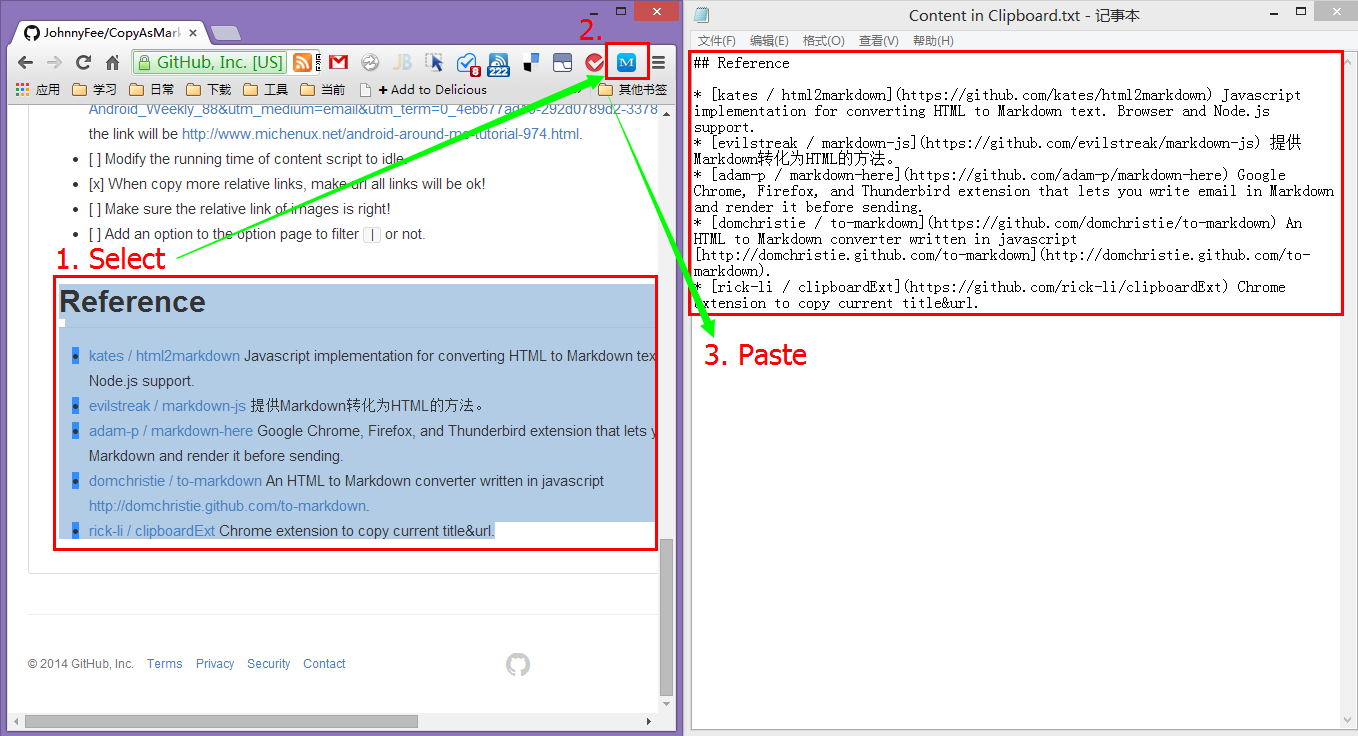 2.
JohnnyFee/CopyAsMar
GitHub, Inc. [US]
JB
8
222
M
应用 学习 日常 下载 工具 当前 + Add to Delicious 其他书签
the link will be http://www.michenux.net/android-around-me-tutorial-974.html.
[ ] Modify the running time of content script to idle.
[x] When copy more relative links, make url all links will be ok!
[ ] Make sure the relative link of images is right!
[ ] Add an option to the option page to filter | or not.
1. Select
Reference
kates / html2markdown Javascript implementation for converting HTML to Markdown tex
Node.js support.
evilstreak / markdown-js 提供Markdown转化为HTML的方法。
adam-p / markdown-here Google Chrome, Firefox, and Thunderbird extension that lets y
Markdown and render it before sending.
domchristie / to-markdown An HTML to Markdown converter written in javascript
http://domchristie.github.com/to-markdown.
rick-li / clipboardExt Chrome extension to copy current title&url.
© 2014 GitHub, Inc. Terms Privacy Security Contact
Content in Clipboard.txt - 记事本
文件(F) 编辑(E) 格式(O) 查看(V) 帮助(H)
## Reference
* [kates / html2markdown](https://github.com/kates/html2markdown) Javascript
implementation for converting HTML to Markdown text. Browser and Node.js
support.
* [evilstreak / markdown-js](https://github.com/evilstreak/markdown-js) 提供
Markdown转化为HTML的方法。
* [adam-p / markdown-here](https://github.com/adam-p/markdown-here) Google
Chrome, Firefox, and Thunderbird extension that lets you write email in Markdown
and render it before sending.
* [domchristie / to-markdown](https://github.com/domchristie/to-markdown) An
HTML to Markdown converter written in javascript
[http://domchristie.github.com/to-markdown](http://domchristie.github.com/to-
markdown).
* [rick-li / clipboardExt](https://github.com/rick-li/clipboardExt) Chrome
extension to copy current title&url.
3. Paste